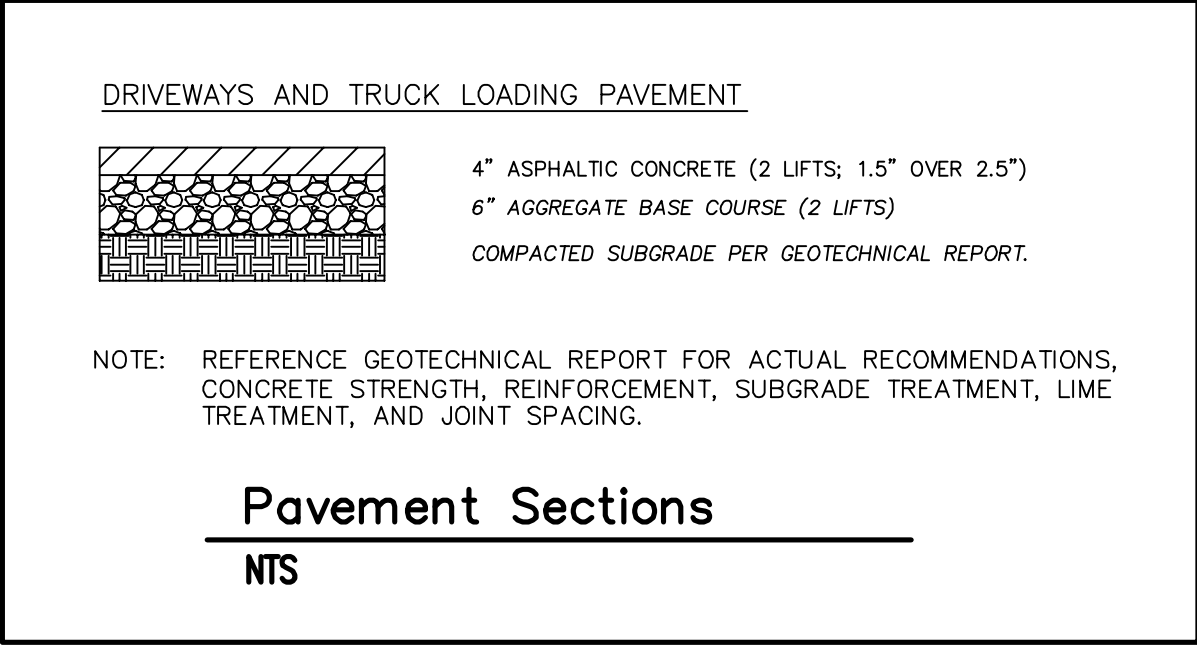 DRIVEWAYS AND TRUCK LOADING PAVEMENT
4” ASPHALTIC CONCRETE (2 LIFTS; 1.5” OVER 2.5”)
6” AGGREGATE BASE COURSE (2 LIFTS)
COMPACTED SUBGRADE PER GEOTECHNICAL REPORT.
NOTE: REFERENCE GEOTECHNICAL REPORT FOR ACTUAL RECOMMENDATIONS,
CONCRETE STRENGTH, REINFORCEMENT, SUBGRADE TREATMENT, LIME
TREATMENT, AND JOINT SPACING.
Pavement Sections
NTS